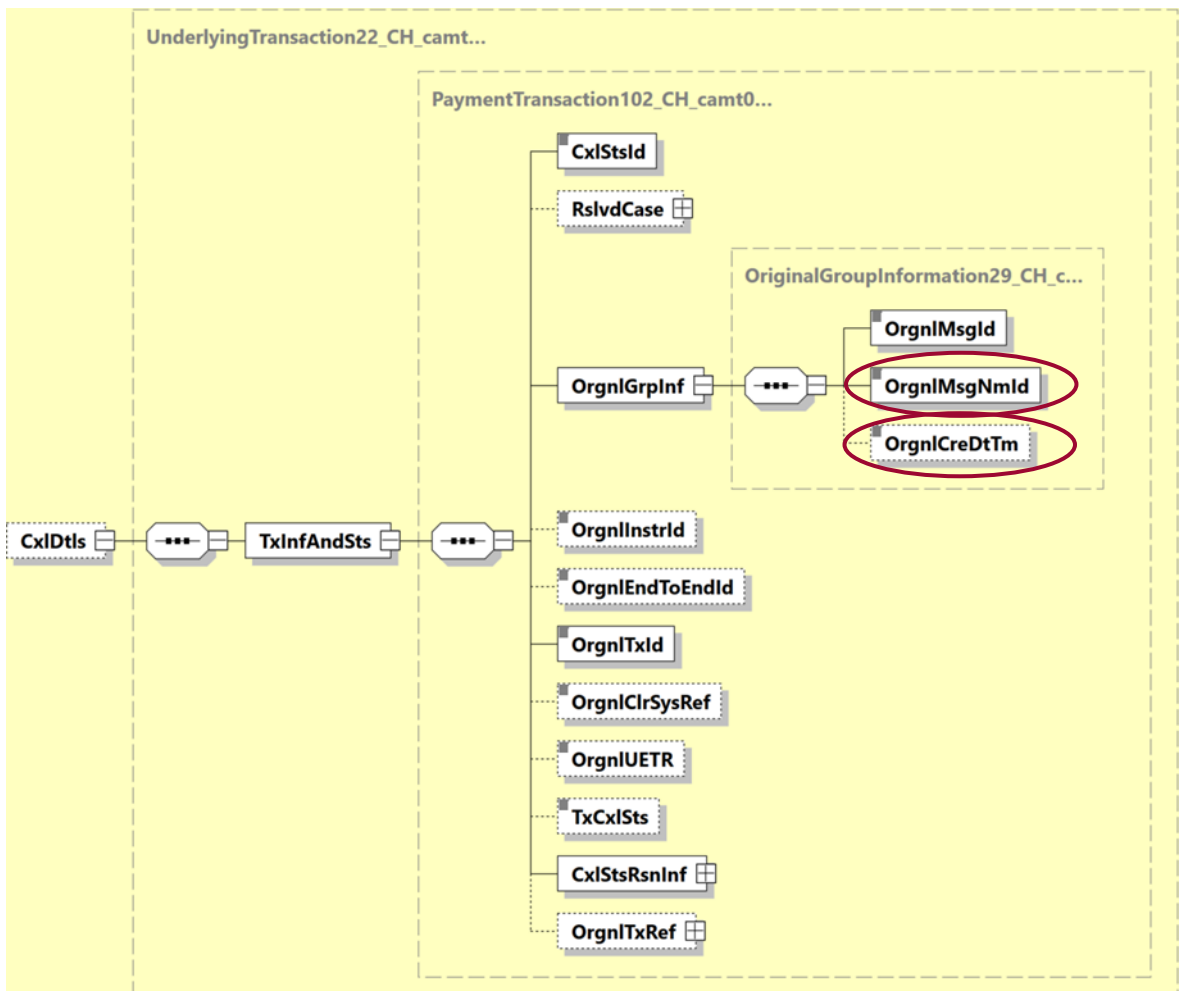 UnderlyingTransaction22_CH_camt...
PaymentTransaction102_CH_camt0...
CxlStsId
RslvdCase
OriginalGroupInformation29_CH_c...
OrgnlMsgId
OrgnlGrpInf
OrgnlMsgNmId
OrgnlCreDtTm
OrgnlInstrId
CxlDtls
TxInfAndSts
OrgnlEndToEndId
OrgnlTxId
OrgnlClrSysRef
OrgnlUETR
TxCxlSts
CxlStsRsnInf
OrgnlTxRef